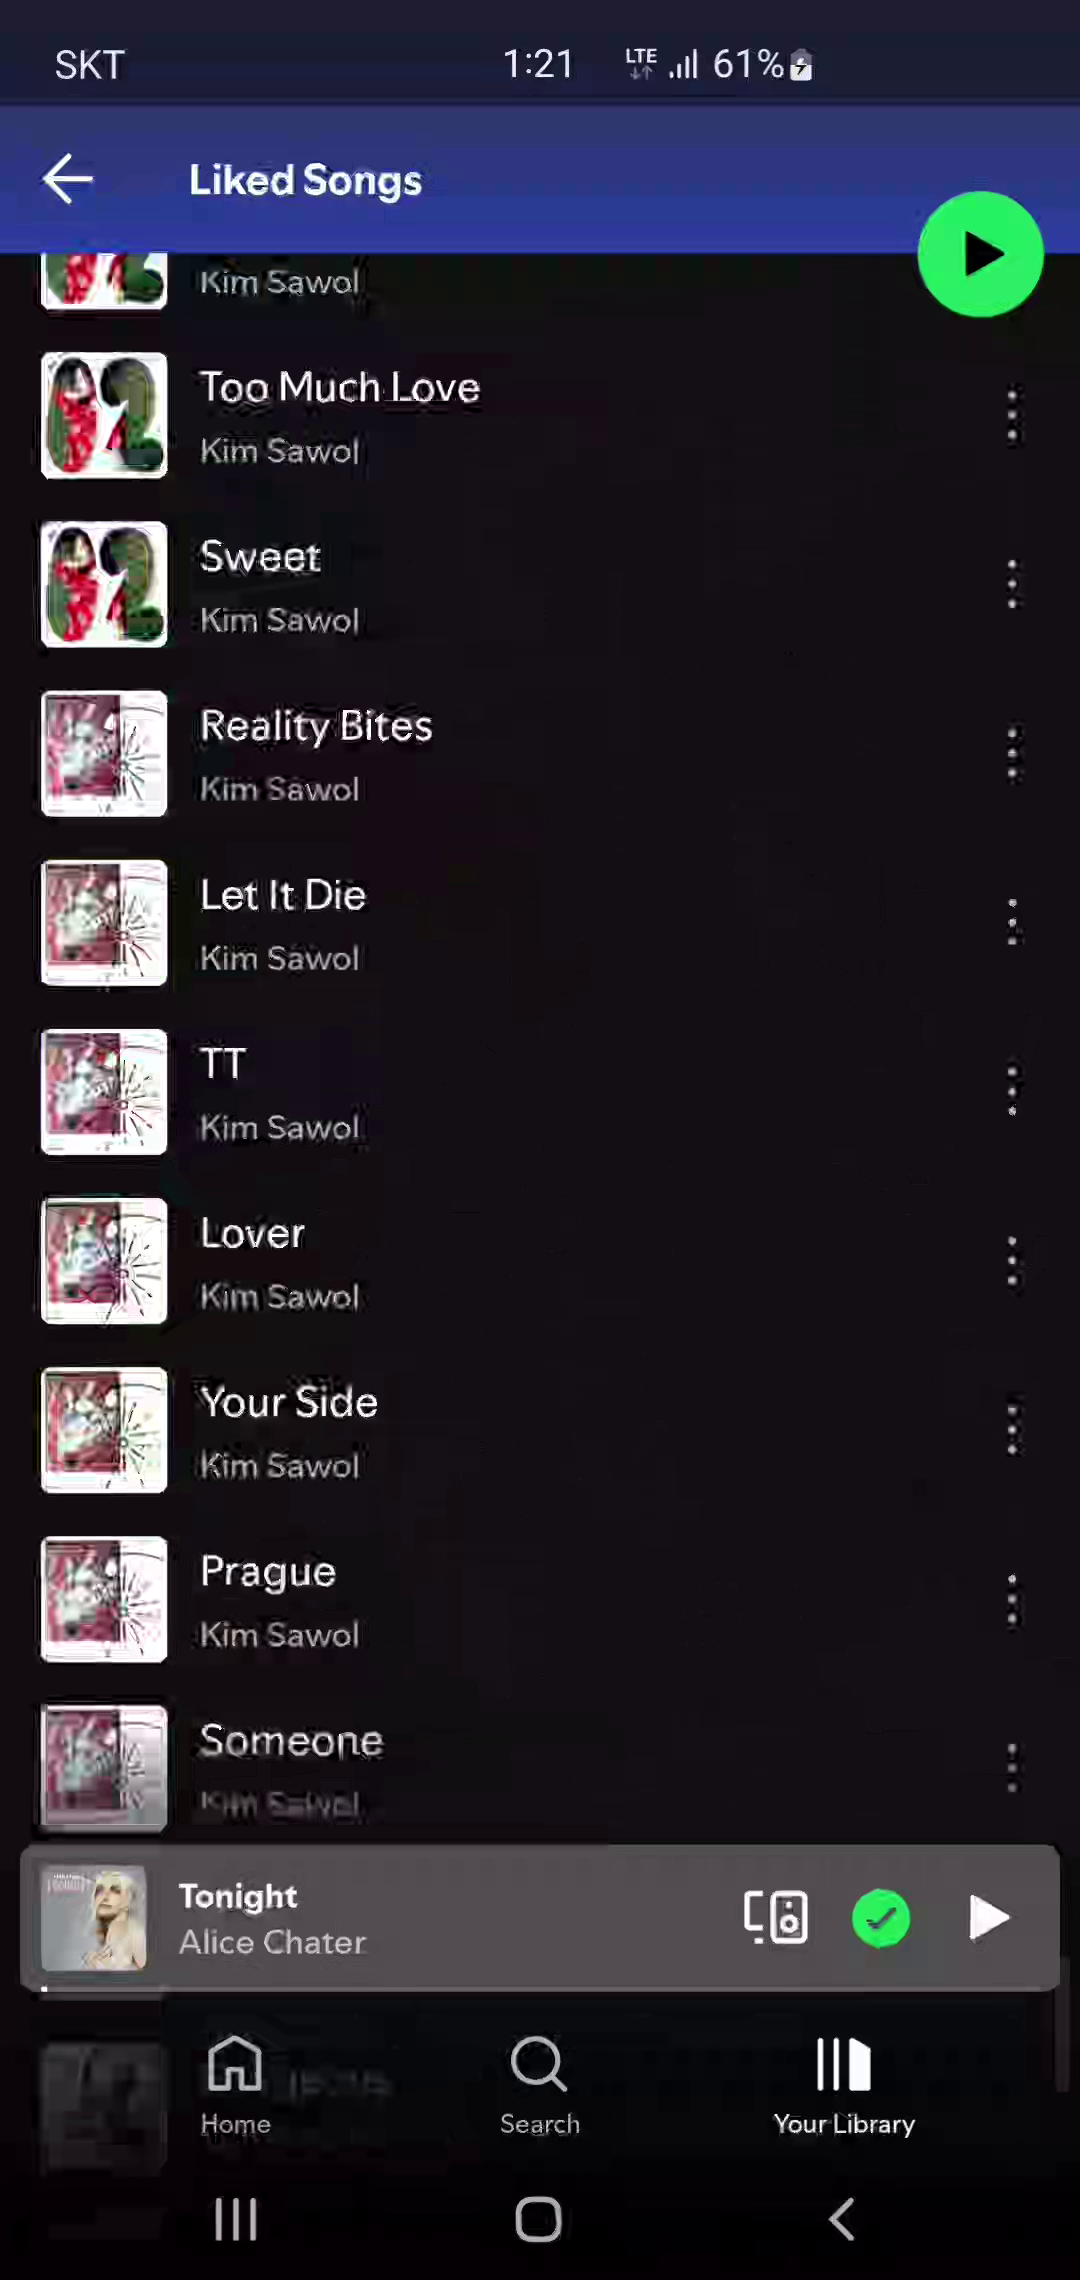 SKT 1:21 LTE 61%
Liked Songs
Kim Sawol
Too Much Love
Kim Sawol
Sweet
Kim Sawol
Reality Bites
Kim Sawol
Let It Die
Kim Sawol
TT
Kim Sawol
Lover
Kim Sawol
Your Side
Kim Sawol
Prague
Kim Sawol
Someone
Kim Sawol
Tonight
Alice Chater
Home Search Your Library